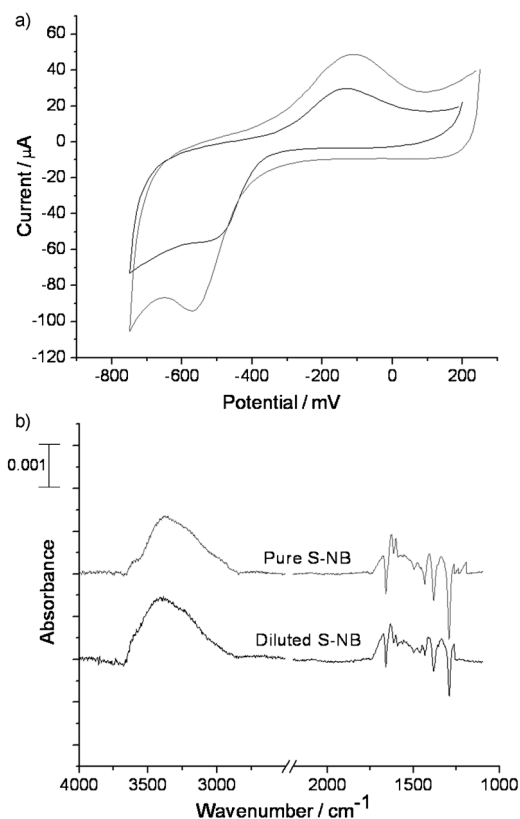 a)
60
40
20
0
-20
-40
-60
-80
-100
-120
Current / µA
-800
-600
-400
-200
0
200
Potential / mV
b)
0.001
Absorbance
Pure S-NB
Diluted S-NB
4000
3500
3000
2000
1500
1000
Wavenumber / cm⁻¹